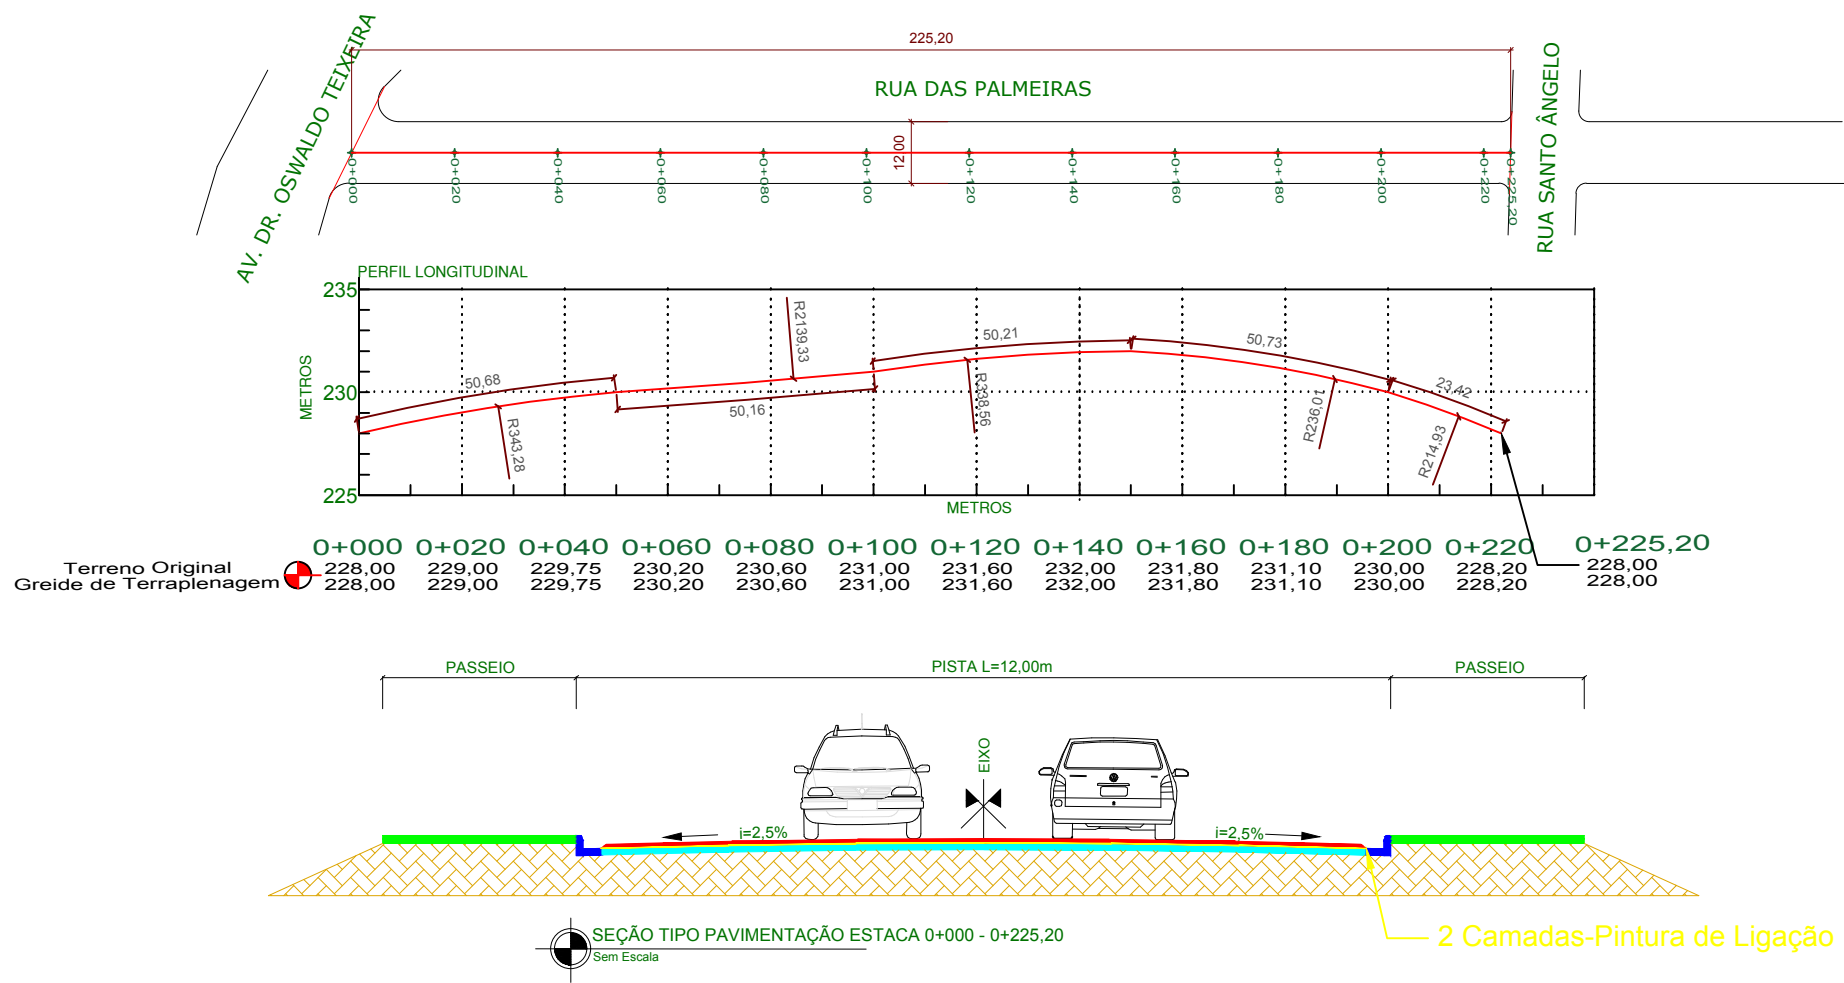 225,20
AV. DR. OSWALDO TEIXEIRA
RUA DAS PALMEIRAS
RUA SANTO ÂNGELO
12,00
0+000 0+020 0+040 0+060 0+080 0+100 0+120 0+140 0+160 0+180 0+200 0+220 0+225,20
PERFIL LONGITUDINAL
235
230
225
METROS
50,68
R343,28
R2139,33
50,16
50,21
R338,56
50,73
R236,01
23,42
R214,93
METROS
0+000 0+020 0+040 0+060 0+080 0+100 0+120 0+140 0+160 0+180 0+200 0+220 0+225,20
Terreno Original 228,00 229,00 229,75 230,20 230,60 231,00 231,60 232,00 231,80 231,10 230,00 228,20 228,00
Greide de Terraplenagem 228,00 229,00 229,75 230,20 230,60 231,00 231,60 232,00 231,80 231,10 230,00 228,20 228,00
PASSEIO PISTA L=12,00m PASSEIO
EIXO
i=2,5% i=2,5%
SEÇÃO TIPO PAVIMENTAÇÃO ESTACA 0+000 - 0+225,20
Sem Escala
2 Camadas-Pintura de Ligação